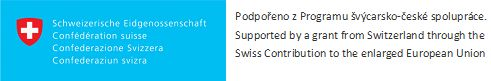 Schweizerische Eidgenossenschaft
Confédération suisse
Confederazione Svizzera
Confederaziun svizra
Podpořeno z Programu švýcarsko-české spolupráce.
Supported by a grant from Switzerland through the
Swiss Contribution to the enlarged European Union